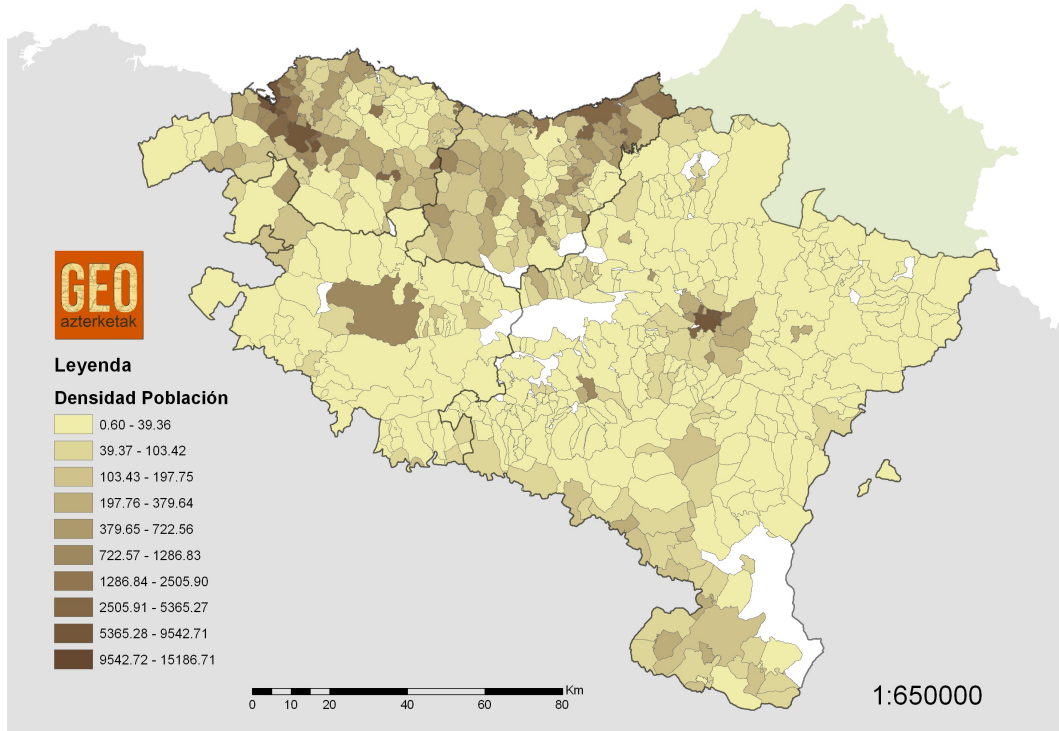 GEO
azterketak
Leyenda
Densidad Población
0.60 - 39.36
39.37 - 103.42
103.43 - 197.75
197.76 - 379.64
379.65 - 722.56
722.57 - 1286.83
1286.84 - 2505.90
2505.91 - 5365.27
5365.28 - 9542.71
9542.72 - 15186.71
Km
0 10 20 40 60 80
1:650000